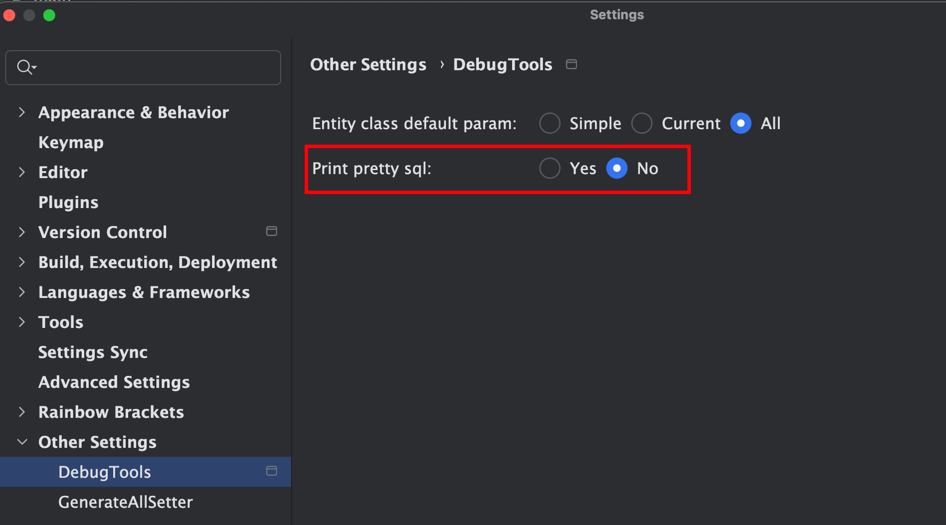 Settings
Other Settings › DebugTools
Entity class default param: Simple Current All
Print pretty sql: Yes No
Appearance & Behavior
Keymap
Editor
Plugins
Version Control
Build, Execution, Deployment
Languages & Frameworks
Tools
Settings Sync
Advanced Settings
Rainbow Brackets
Other Settings
DebugTools
GenerateAllSetter